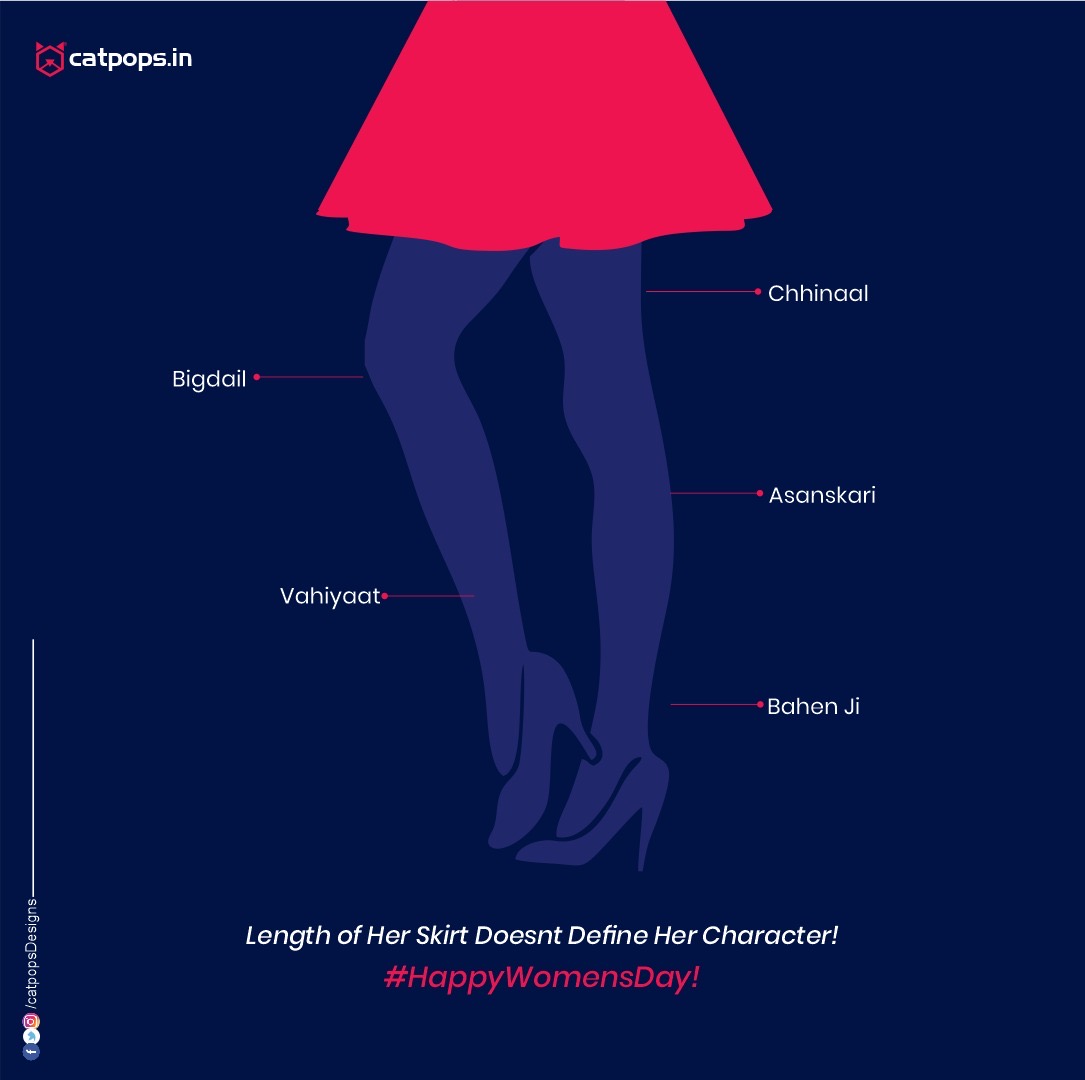 catpops.in
Chhinaal
Bigdail
Asanskari
Vahiyaat
Bahen Ji
Length of Her Skirt Doesnt Define Her Character!
#HappyWomensDay!
/catpopsDesigns